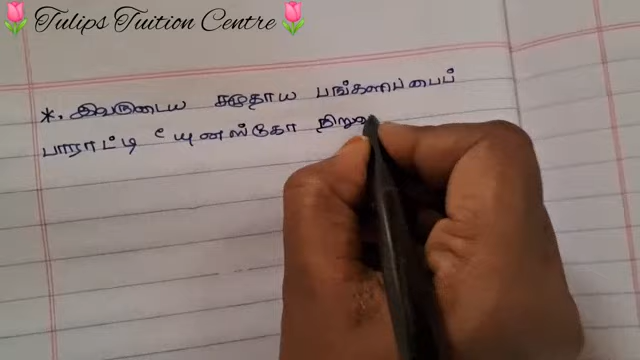 Tulips Tuition Centre
*. இவருடைய சமுதாய பங்களிப்பைப்
பாராட்டி ‘யுனஸ்கோ நிறு